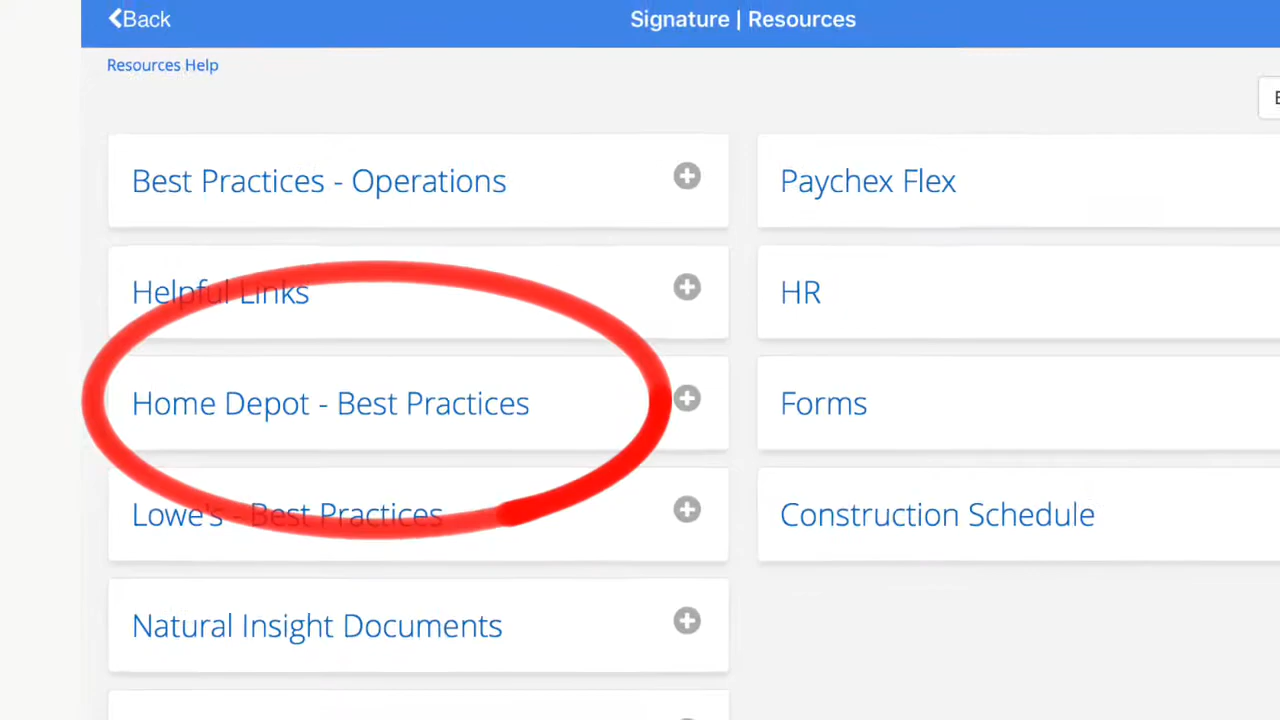 Back
Signature | Resources
Resources Help
Best Practices - Operations
Helpful Links
Home Depot - Best Practices
Lowe's - Best Practices
Natural Insight Documents
Paychex Flex
HR
Forms
Construction Schedule